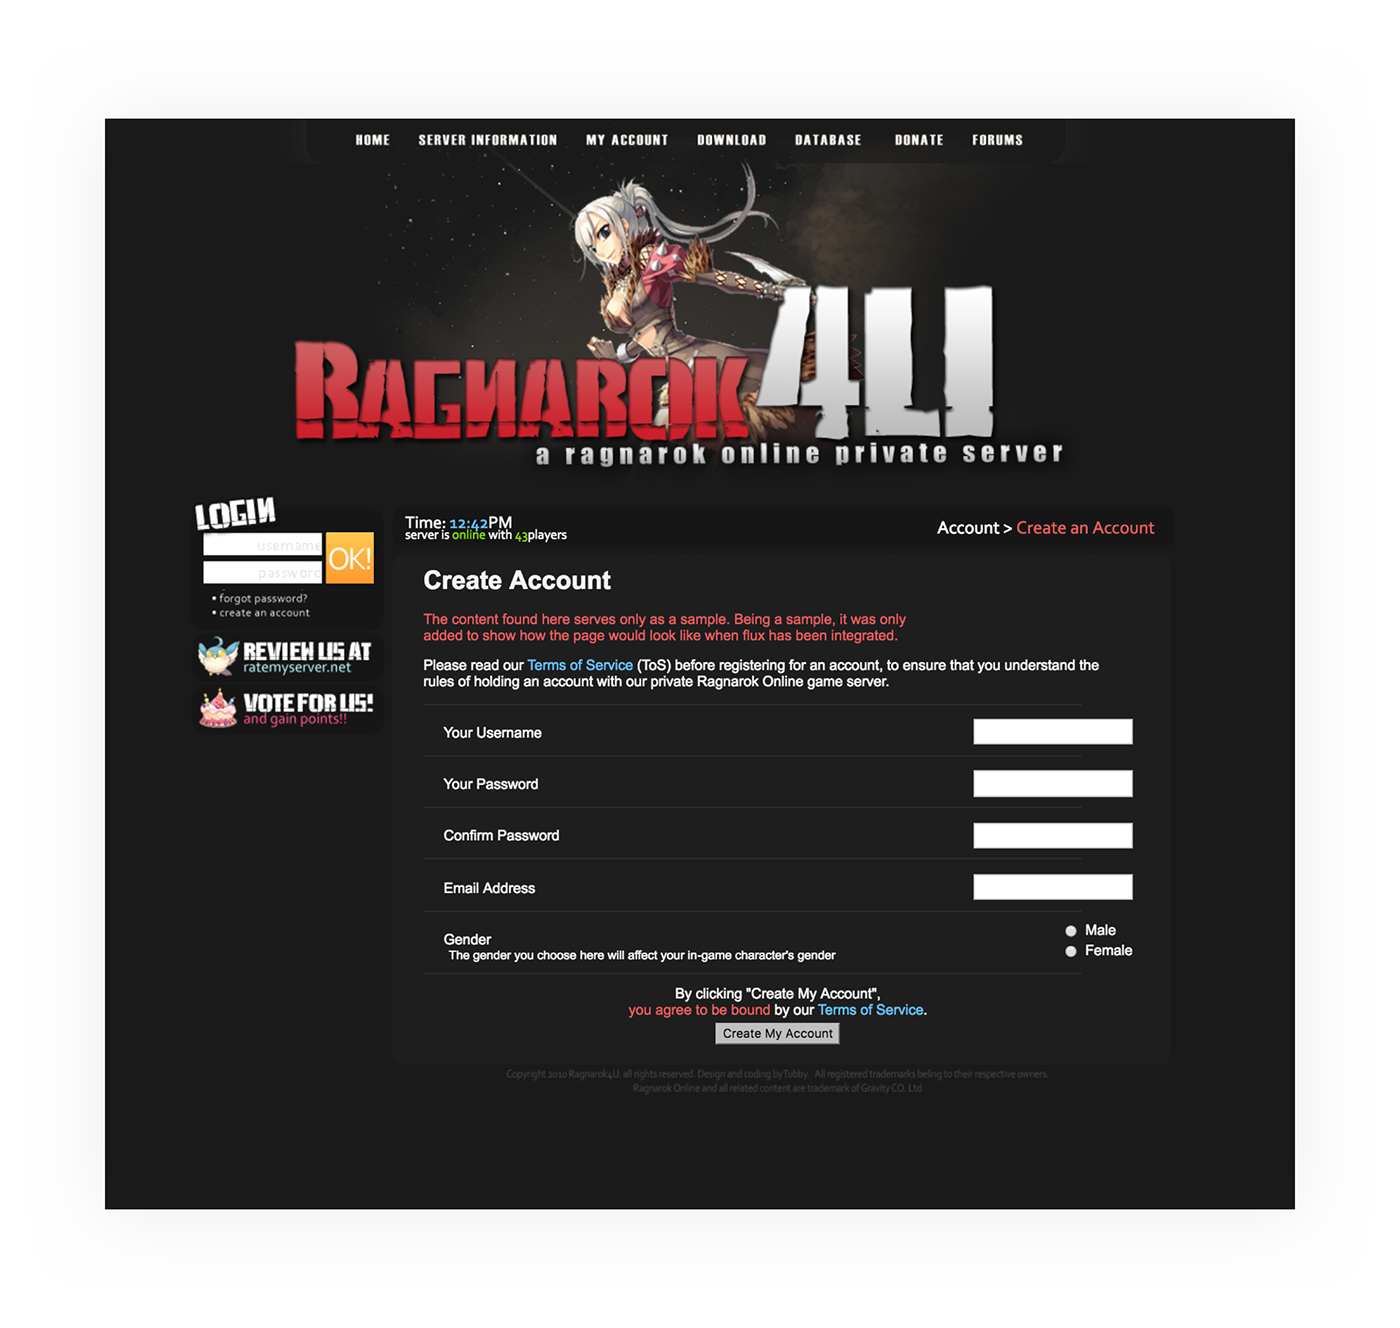 HOME SERVER INFORMATION MY ACCOUNT DOWNLOAD DATABASE DONATE FORUMS
RAGNAROK 4U
a ragnarok online private server
LOGIN
username
password
OK!
• forgot password?
• create an account
REVIEW US AT
ratemyserver.net
VOTE FOR US!
and gain points!!
Time: 12:42PM
server is online with 43players
Account > Create an Account
Create Account
The content found here serves only as a sample. Being a sample, it was only
added to show how the page would look like when flux has been integrated.
Please read our Terms of Service (ToS) before registering for an account, to ensure that you understand the
rules of holding an account with our private Ragnarok Online game server.
Your Username
Your Password
Confirm Password
Email Address
Gender
The gender you choose here will affect your in-game character's gender
Male
Female
By clicking "Create My Account",
you agree to be bound by our Terms of Service.
Create My Account
Copyright 2010 Ragnarok4U. all rights reserved. Design and coding by Tubby. All registered trademarks beling to their respective owners.
Ragnarok Online and all related content are trademark of Gravity CO. Ltd